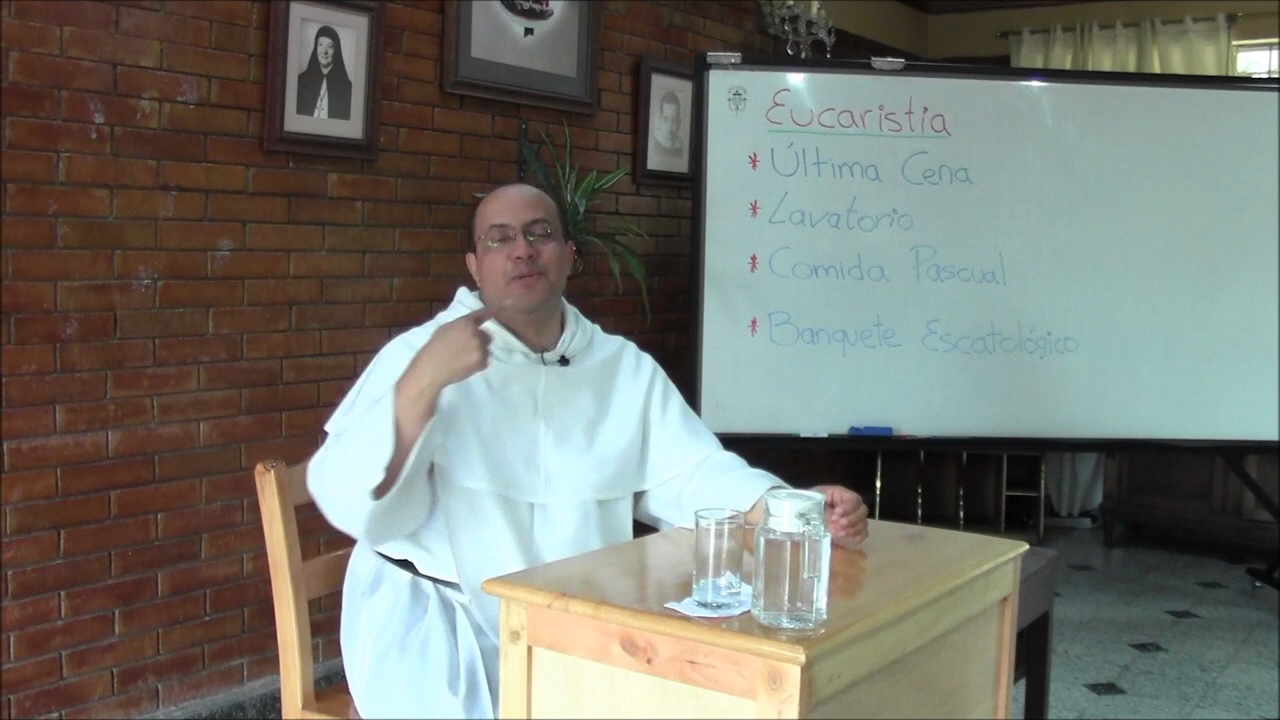 Eucaristia
* Última Cena
* Lavatorio
* Comida Pascual
* Banquete Escatológico